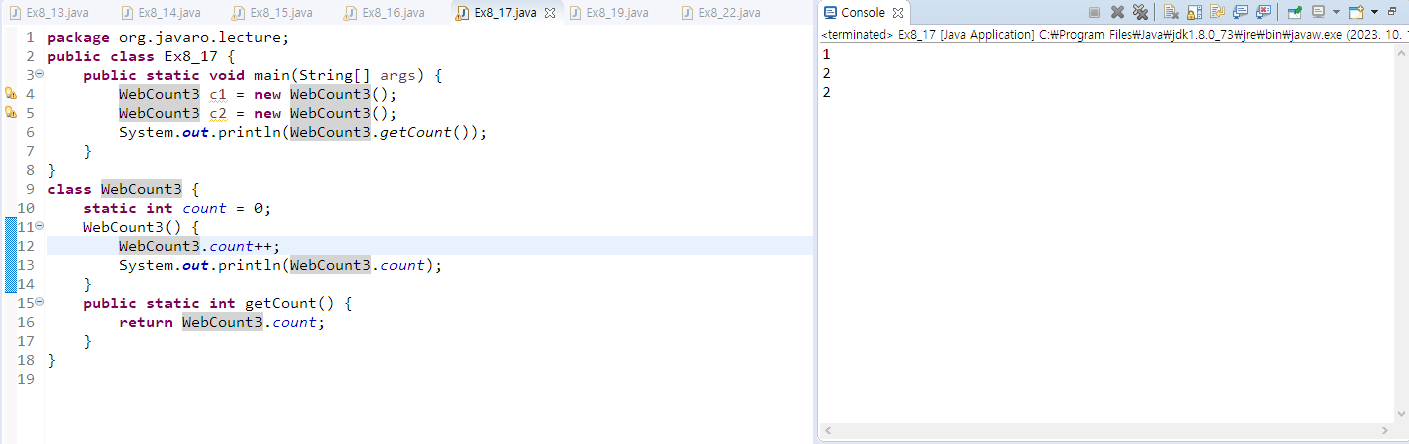 Ex8_13.java Ex8_14.java Ex8_15.java Ex8_16.java Ex8_17.java Ex8_19.java Ex8_22.java
1 package org.javaro.lecture;
2 public class Ex8_17 {
3 public static void main(String[] args) {
4 WebCount3 c1 = new WebCount3();
5 WebCount3 c2 = new WebCount3();
6 System.out.println(WebCount3.getCount());
7 }
8 }
9 class WebCount3 {
10 static int count = 0;
11 WebCount3() {
12 WebCount3.count++;
13 System.out.println(WebCount3.count);
14 }
15 public static int getCount() {
16 return WebCount3.count;
17 }
18 }
19
Console
<terminated> Ex8_17 [Java Application] C:₩Program Files₩Java₩jdk1.8.0_73₩jre₩bin₩javaw.exe (2023. 10.
1
2
2